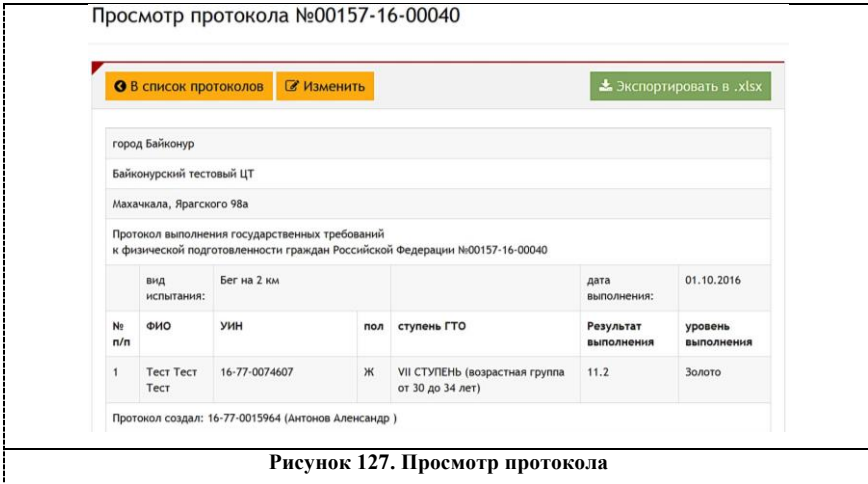 Просмотр протокола №00157-16-00040
В список протоколов Изменить Экспортировать в .xlsx
город Байконур
Байконурский тестовый ЦТ
Махачкала, Ярагского 98а
Протокол выполнения государственных требований
к физической подготовленности граждан Российской Федерации №00157-16-00040
вид испытания: Бег на 2 км дата выполнения: 01.10.2016
№ п/п ФИО УИН пол ступень ГТО Результат выполнения уровень выполнения
1 Тест Тест Тест 16-77-0074607 Ж VII СТУПЕНЬ (возрастная группа от 30 до 34 лет) 11.2 Золото
Протокол создал: 16-77-0015964 (Антонов Александр )
Рисунок 127. Просмотр протокола